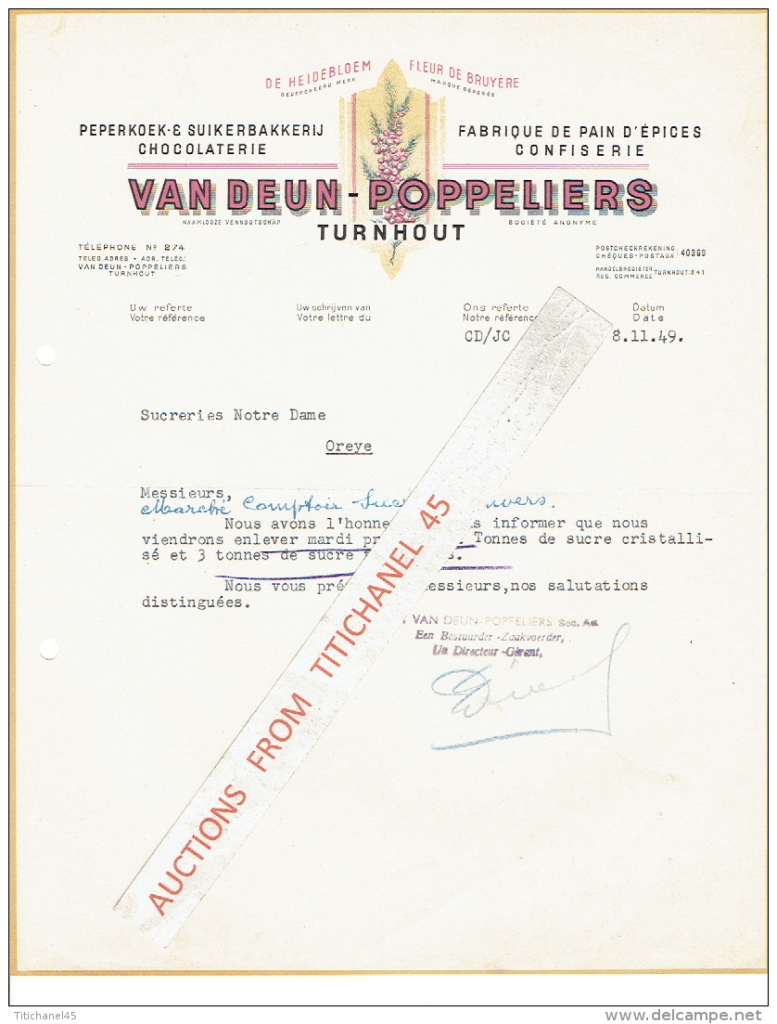 DE HEIDEBLOEM FLEUR DE BRUYÈRE
GEDEPONEERD MERK MARQUE DÉPOSÉE
PEPERKOEK-& SUIKERBAKKERIJ FABRIQUE DE PAIN D'ÉPICES
CHOCOLATERIE CONFISERIE
VAN DEUN-POPPELIERS
NAAMLOOZE VENNOOTSCHAP SOCIÉTÉ ANONYME
TURNHOUT
TÉLÉPHONE Nº 274
TELEG. ADRES • ADR. TÉLÉG.
VAN DEUN-POPPELIERS
TURNHOUT
POSTCHECKREKENING
CHÈQUES-POSTAUX 40360
HANDELSREGISTER
REG. COMMERCE TURNHOUT-241
Uw referte Uw schrijven van Ons referte Datum
Votre référence Votre lettre du Notre référence Date
CD/JC 8.11.49.
Sucreries Notre Dame
Oreye
Messieurs,
Marché Comptoir
Nous avons l'honne s informer que nous
viendrons enlever mardi pr Tonnes de sucre cristalli-
sé et 3 tonnes de sucre
Nous vous pré essieurs,nos salutations
distinguées.
VAN DEUN-POPPELIERS Soc. An.
Een Bestuurder-Zaakvoerder,
Un Directeur-Gérant,
AUCTIONS FROM TITICHANEL 45
Titichanel45
delcampe.net